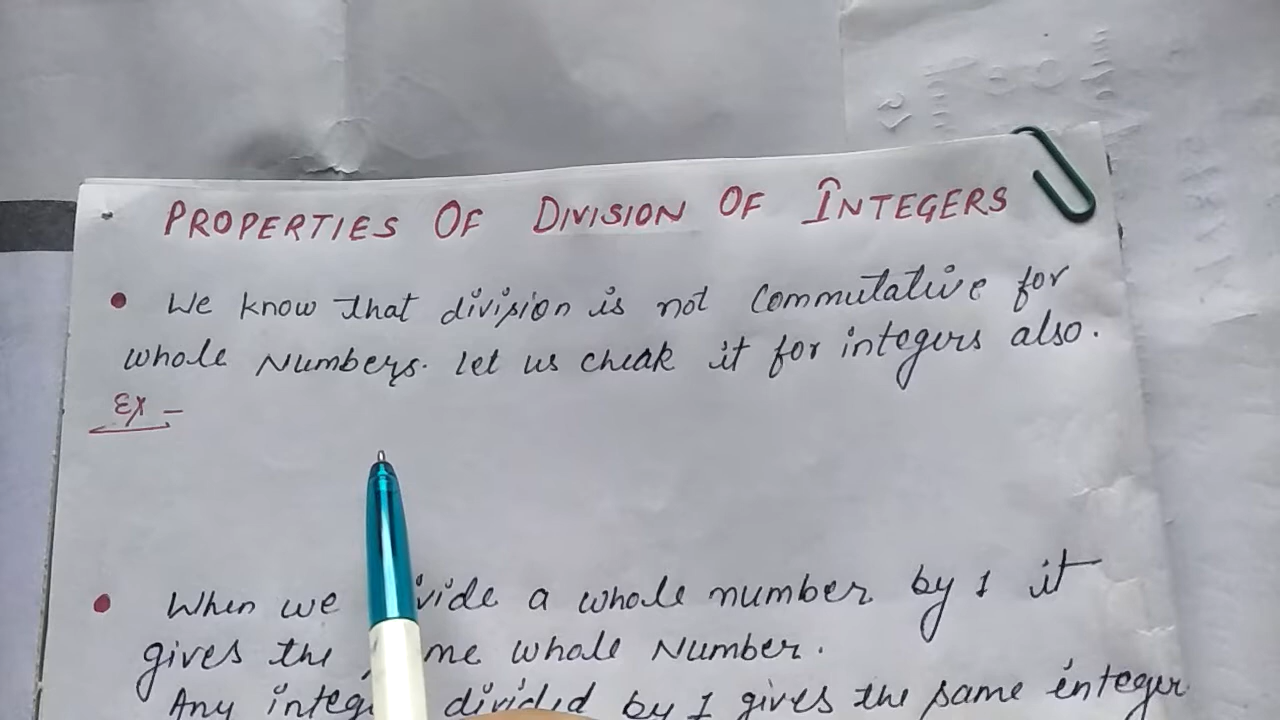 PROPERTIES OF DIVISION OF INTEGERS
• We know that division is not Commutative for
whole Numbers. let us cheak it for integers also.
Ex -
• When we vide a whole number by 1 it
gives the me whole Number.
Any integ divided by 1 gives the same integer